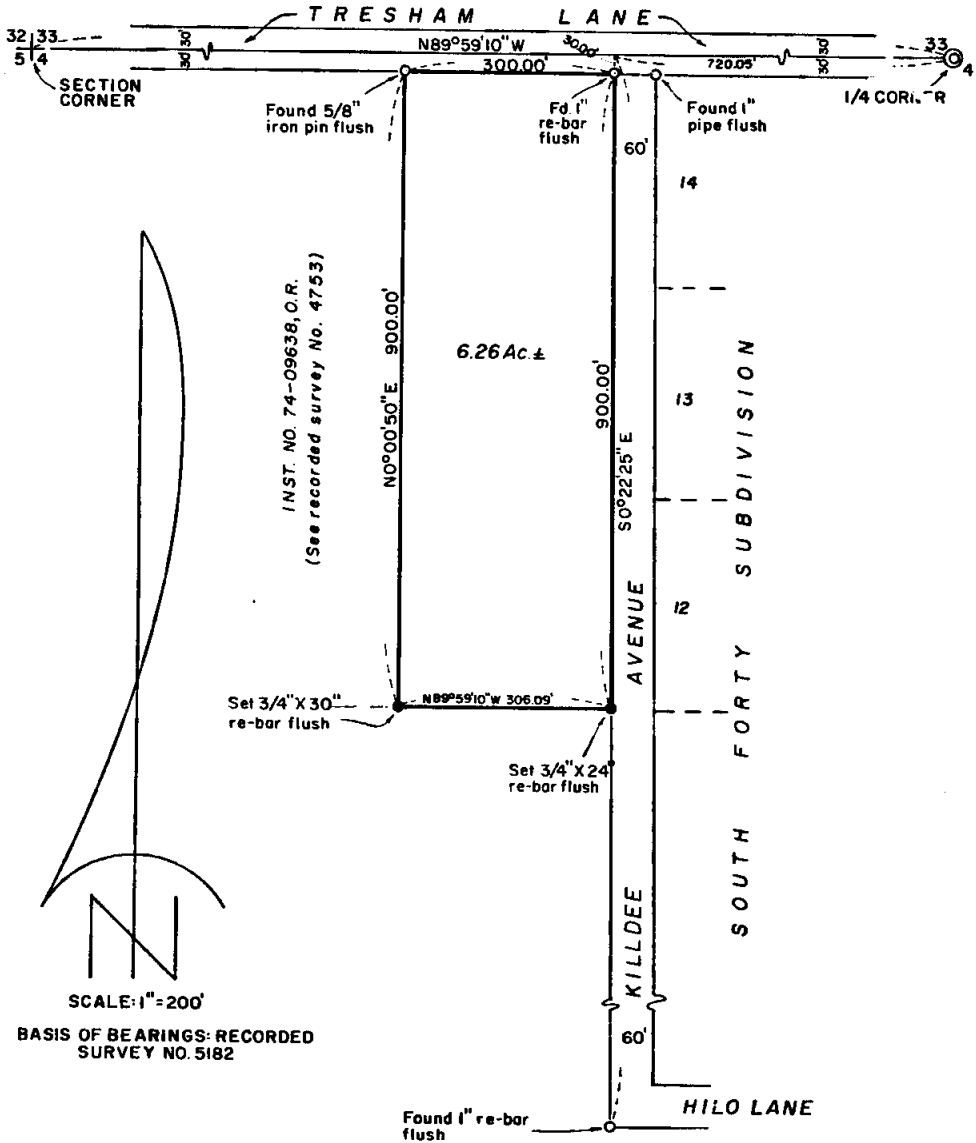 TRESHAM LANE
32 33
5 4
30' 30'
N89°59'10"W
30.00'
300.00'
720.05'
30' 30'
33
4
SECTION
CORNER
1/4 CORNER
Found 5/8"
iron pin flush
Fd. 1"
re-bar
flush
Found 1"
pipe flush
60'
14
INST. NO. 74-09638, O.R.
(See recorded survey No. 4753)
N0°00'50"E 900.00'
6.26 Ac.±
900.00'
S0°22'25"E
13
12
SOUTH FORTY SUBDIVISION
KILLDEE AVENUE
Set 3/4" X 30"
re-bar flush
N89°59'10"W 306.09'
Set 3/4" X 24"
re-bar flush
N
SCALE: 1" = 200'
BASIS OF BEARINGS: RECORDED
SURVEY NO. 5182
60'
HILO LANE
Found 1" re-bar
flush